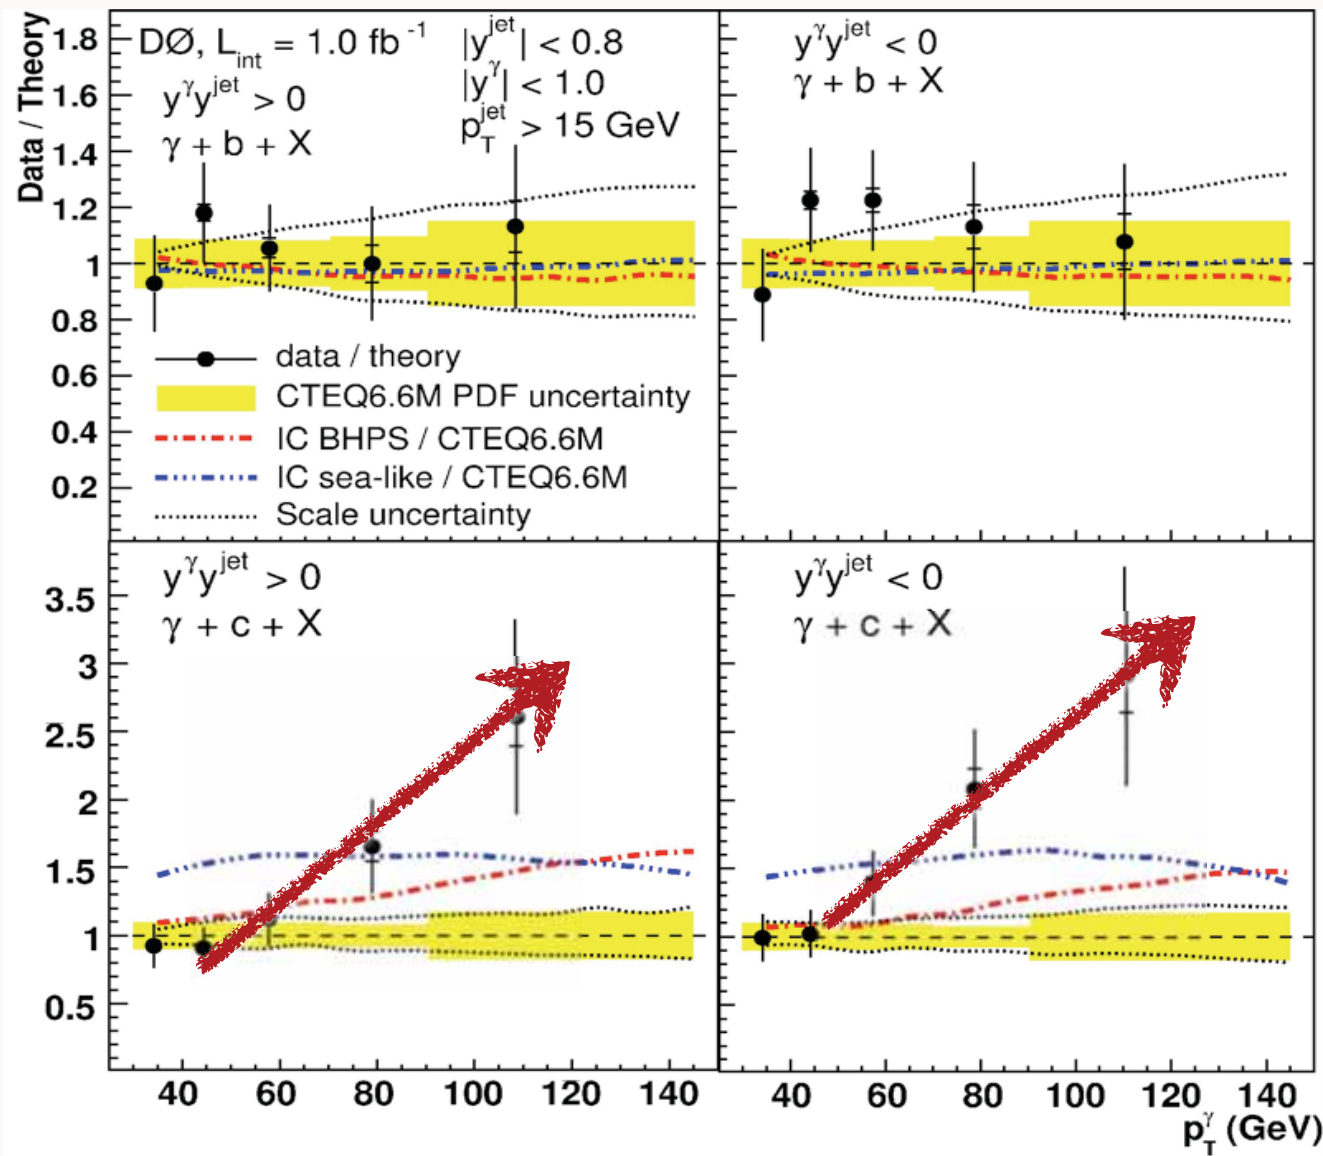 Data / Theory
DØ, L_int = 1.0 fb^-1
y^γ y^jet > 0
γ + b + X
|y^jet| < 0.8
|y^γ| < 1.0
p_T^jet > 15 GeV
y^γ y^jet < 0
γ + b + X
1.8
1.6
1.4
1.2
1
0.8
0.6
0.4
0.2
data / theory
CTEQ6.6M PDF uncertainty
IC BHPS / CTEQ6.6M
IC sea-like / CTEQ6.6M
Scale uncertainty
y^γ y^jet > 0
γ + c + X
y^γ y^jet < 0
γ + c + X
3.5
3
2.5
2
1.5
1
0.5
40 60 80 100 120 140
40 60 80 100 120 140
p_T^γ (GeV)